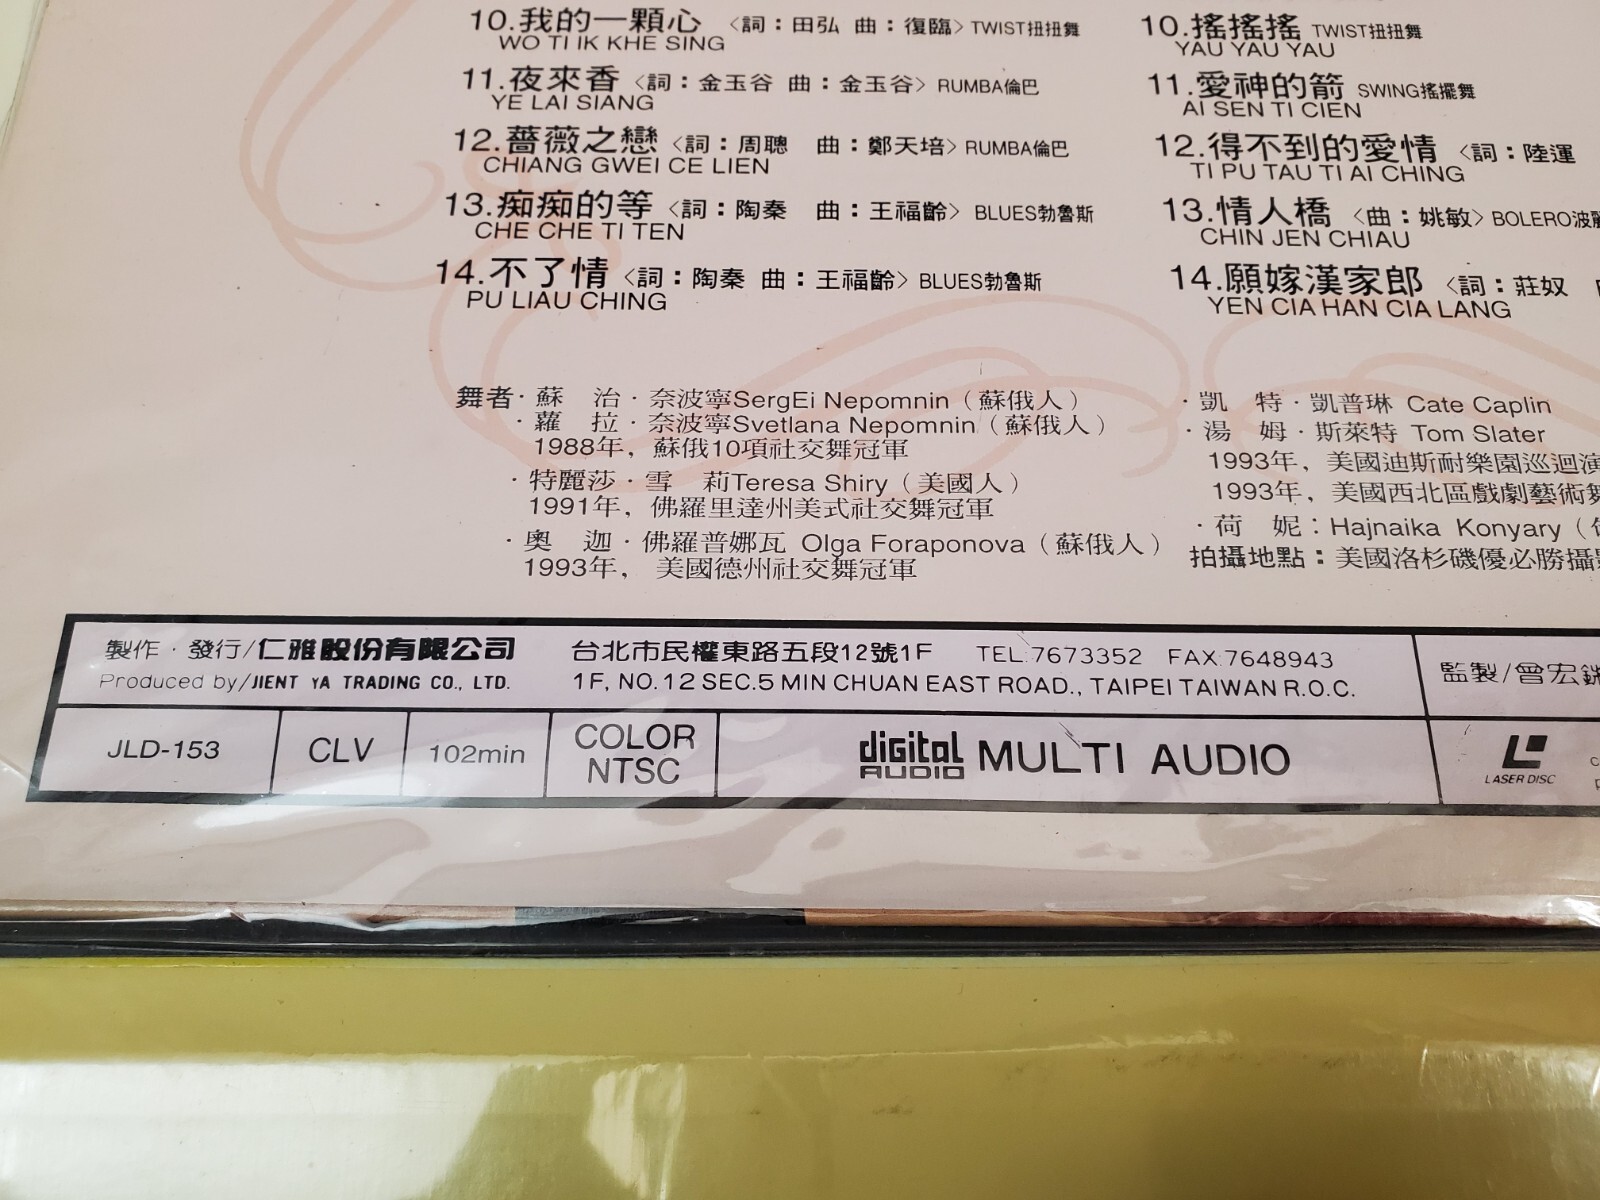 10.我的一顆心 〈詞：田弘 曲：復臨〉TWIST扭扭舞
WO TI IK KHE SING
11.夜來香〈詞：金玉谷 曲：金玉谷〉RUMBA倫巴
YE LAI SIANG
12.薔薇之戀〈詞：周聰 曲：鄭天培〉RUMBA倫巴
CHIANG GWEI CE LIEN
13.痴痴的等〈詞：陶秦 曲：王福齡〉BLUES勃魯斯
CHE CHE TI TEN
14.不了情〈詞：陶秦 曲：王福齡〉BLUES勃魯斯
PU LIAU CHING
10.搖搖搖 TWIST扭扭舞
YAU YAU YAU
11.愛神的箭 SWING搖擺舞
AI SEN TI CIEN
12.得不到的愛情〈詞：陸運
TI PU TAU TI AI CHING
13.情人橋〈曲：姚敏〉BOLERO波
CHIN JEN CHIAU
14.願嫁漢家郎〈詞：莊奴
YEN CIA HAN CIA LANG
舞者·蘇 治·奈波寧SergEi Nepomnin（蘇俄人）
·蘿 拉·奈波寧Svetlana Nepomnin（蘇俄人）
1988年，蘇俄10項社交舞冠軍
·特麗莎·雪 莉Teresa Shiry（美國人）
1991年，佛羅里達州美式社交舞冠軍
·奧 迦·佛羅普娜瓦 Olga Foraponova（蘇俄人）
1993年， 美國德州社交舞冠軍
·凱 特·凱普琳 Cate Caplin
·湯 姆·斯萊特 Tom Slater
1993年，美國迪斯耐樂園巡迴演
1993年，美國西北區戲劇藝術舞
·荷 妮：Hajnaika Konyary（
拍攝地點：美國洛杉磯優必勝攝
製作·發行/仁雅股份有限公司 台北市民權東路五段12號1F TEL:7673352 FAX:7648943
Produced by/JIENT YA TRADING CO., LTD. 1F, NO.12 SEC.5 MIN CHUAN EAST ROAD., TAIPEI TAIWAN R.O.C.
監製/曾宏
JLD-153 CLV 102min COLOR NTSC digital AUDIO MULTI AUDIO LASER DISC